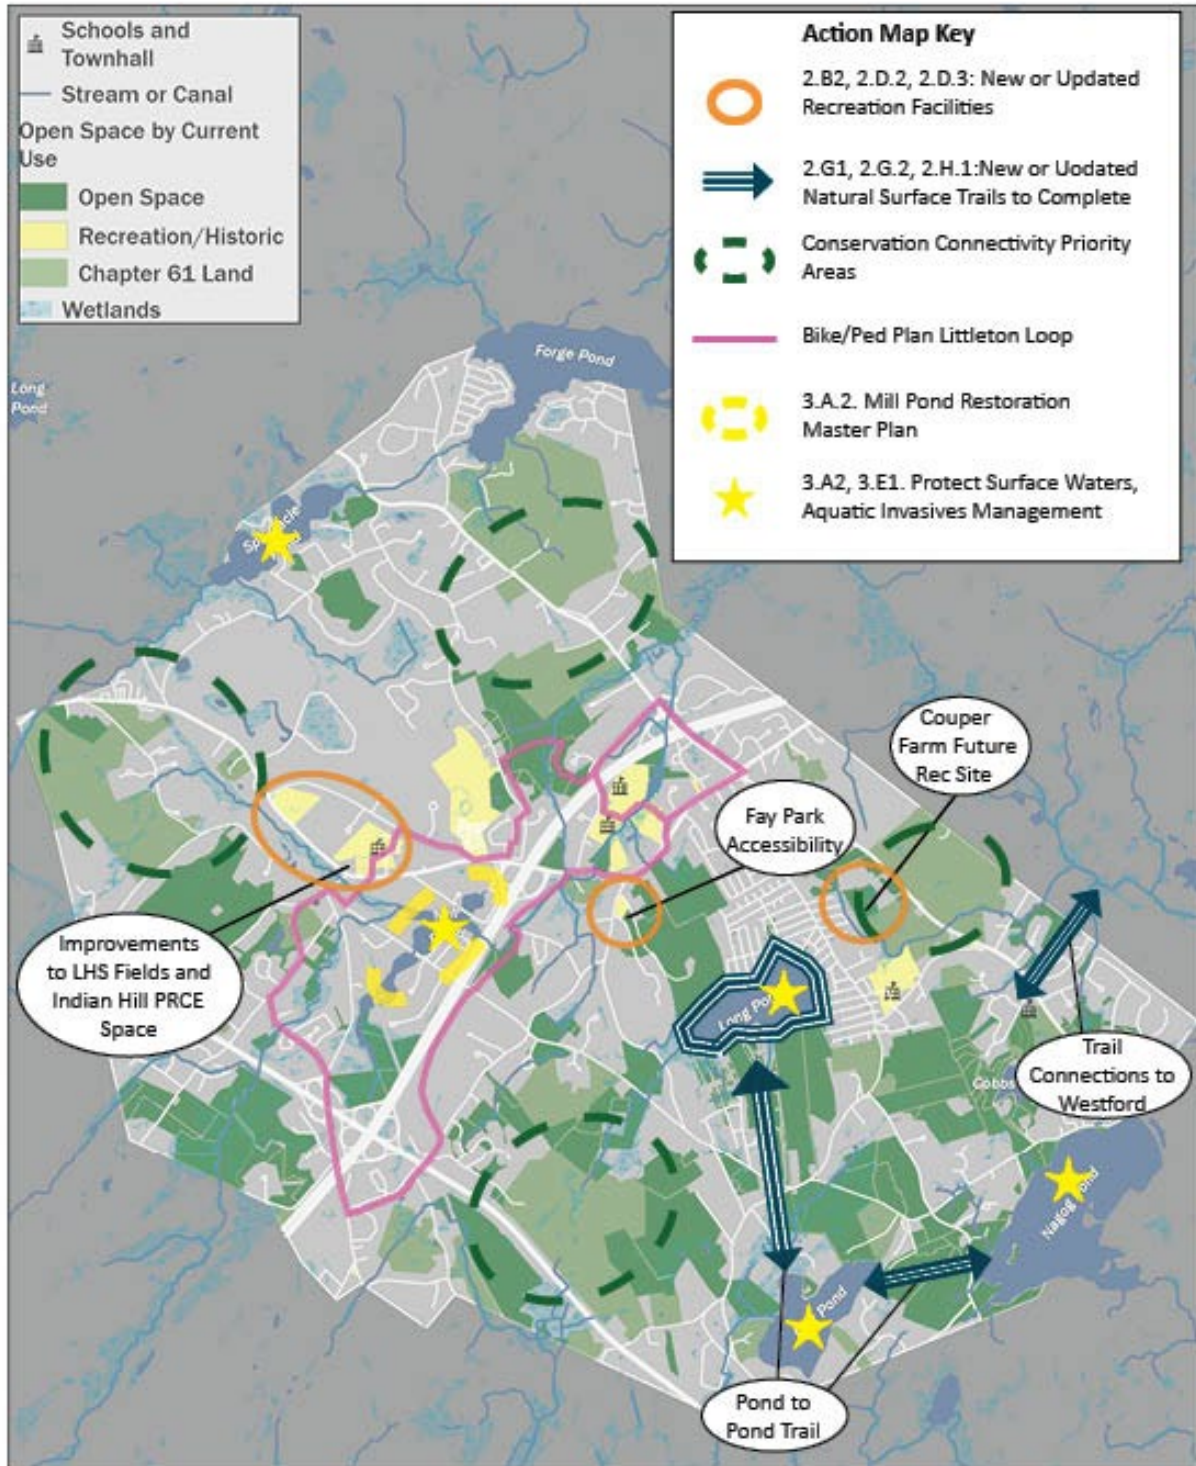 Schools and
Townhall
Stream or Canal
Open Space by Current
Use
Open Space
Recreation/Historic
Chapter 61 Land
Wetlands
Action Map Key
2.B2, 2.D.2, 2.D.3: New or Updated
Recreation Facilities
2.G1, 2.G.2, 2.H.1:New or Uodated
Natural Surface Trails to Complete
Conservation Connectivity Priority
Areas
Bike/Ped Plan Littleton Loop
3.A.2. Mill Pond Restoration
Master Plan
3.A2, 3.E1. Protect Surface Waters,
Aquatic Invasives Management
Forge Pond
Long
Pond
Couper
Farm Future
Rec Site
Fay Park
Accessibility
Improvements
to LHS Fields and
Indian Hill PRCE
Space
Trail
Connections to
Westford
Pond
Pond to
Pond Trail